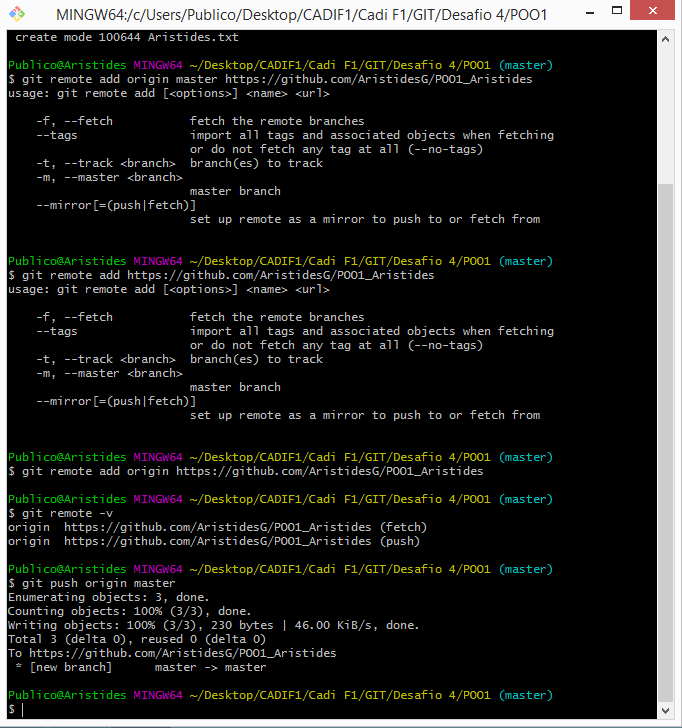 MINGW64:/c/Users/Publico/Desktop/CADIF1/Cadi F1/GIT/Desafio 4/POO1
create mode 100644 Aristides.txt
Publico@Aristides MINGW64 ~/Desktop/CADIF1/Cadi F1/GIT/Desafio 4/POO1 (master)
$ git remote add origin master https://github.com/AristidesG/POO1_Aristides
usage: git remote add [<options>] <name> <url>
-f, --fetch fetch the remote branches
--tags import all tags and associated objects when fetching
or do not fetch any tag at all (--no-tags)
-t, --track <branch> branch(es) to track
-m, --master <branch>
master branch
--mirror[=(push|fetch)]
set up remote as a mirror to push to or fetch from
Publico@Aristides MINGW64 ~/Desktop/CADIF1/Cadi F1/GIT/Desafio 4/POO1 (master)
$ git remote add https://github.com/AristidesG/POO1_Aristides
usage: git remote add [<options>] <name> <url>
-f, --fetch fetch the remote branches
--tags import all tags and associated objects when fetching
or do not fetch any tag at all (--no-tags)
-t, --track <branch> branch(es) to track
-m, --master <branch>
master branch
--mirror[=(push|fetch)]
set up remote as a mirror to push to or fetch from
Publico@Aristides MINGW64 ~/Desktop/CADIF1/Cadi F1/GIT/Desafio 4/POO1 (master)
$ git remote add origin https://github.com/AristidesG/POO1_Aristides
Publico@Aristides MINGW64 ~/Desktop/CADIF1/Cadi F1/GIT/Desafio 4/POO1 (master)
$ git remote -v
origin https://github.com/AristidesG/POO1_Aristides (fetch)
origin https://github.com/AristidesG/POO1_Aristides (push)
Publico@Aristides MINGW64 ~/Desktop/CADIF1/Cadi F1/GIT/Desafio 4/POO1 (master)
$ git push origin master
Enumerating objects: 3, done.
Counting objects: 100% (3/3), done.
Writing objects: 100% (3/3), 230 bytes | 46.00 KiB/s, done.
Total 3 (delta 0), reused 0 (delta 0)
To https://github.com/AristidesG/POO1_Aristides
* [new branch] master -> master
Publico@Aristides MINGW64 ~/Desktop/CADIF1/Cadi F1/GIT/Desafio 4/POO1 (master)
$